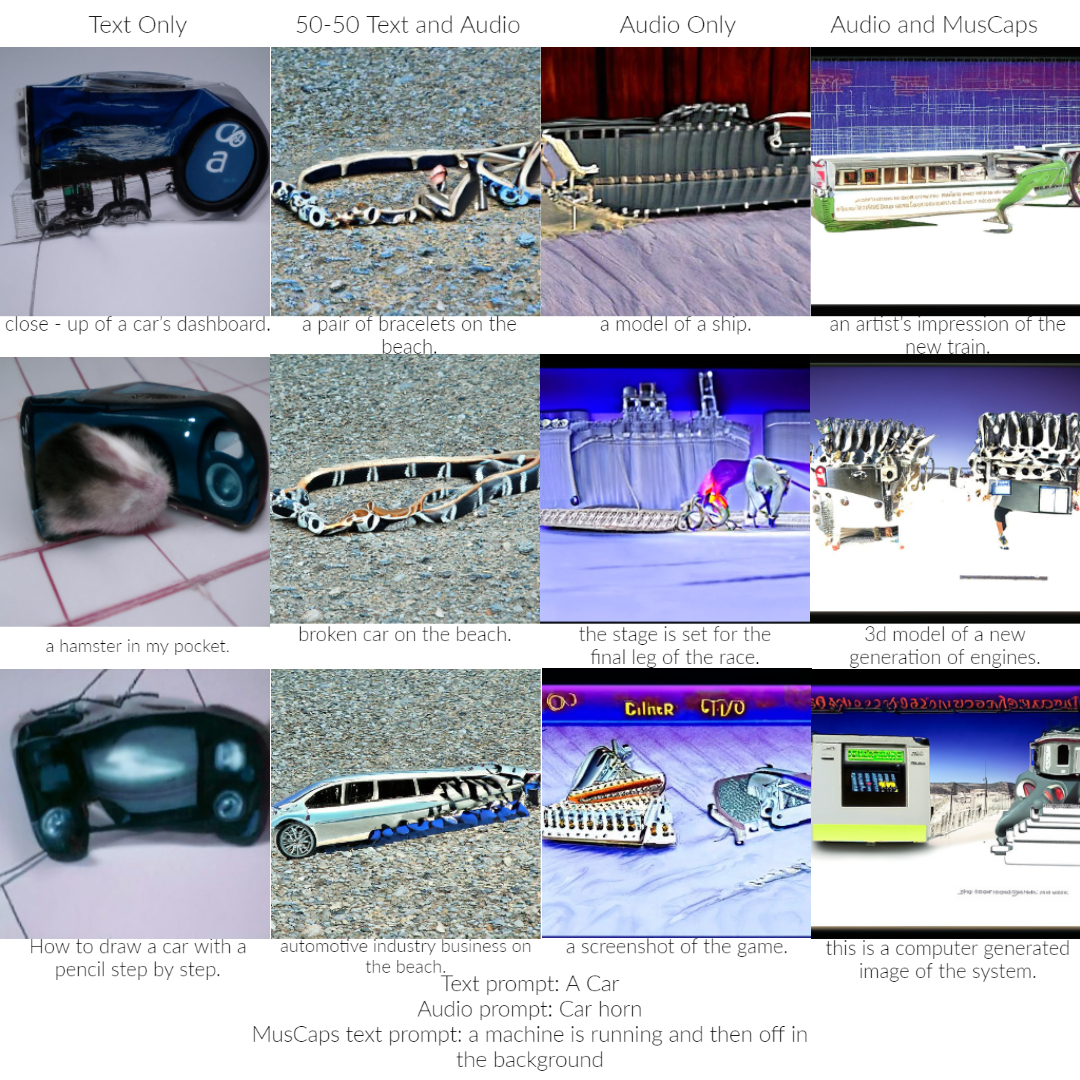 Text Only
50-50 Text and Audio
Audio Only
Audio and MusCaps
a
close - up of a car's dashboard.
a pair of bracelets on the
beach.
a model of a ship.
an artist's impression of the
new train.
a hamster in my pocket.
broken car on the beach.
the stage is set for the
final leg of the race.
3d model of a new
generation of engines.
How to draw a car with a
pencil step by step.
automotive industry business on
the beach.
a screenshot of the game.
this is a computer generated
image of the system.
Text prompt: A Car
Audio prompt: Car horn
MusCaps text prompt: a machine is running and then off in
the background